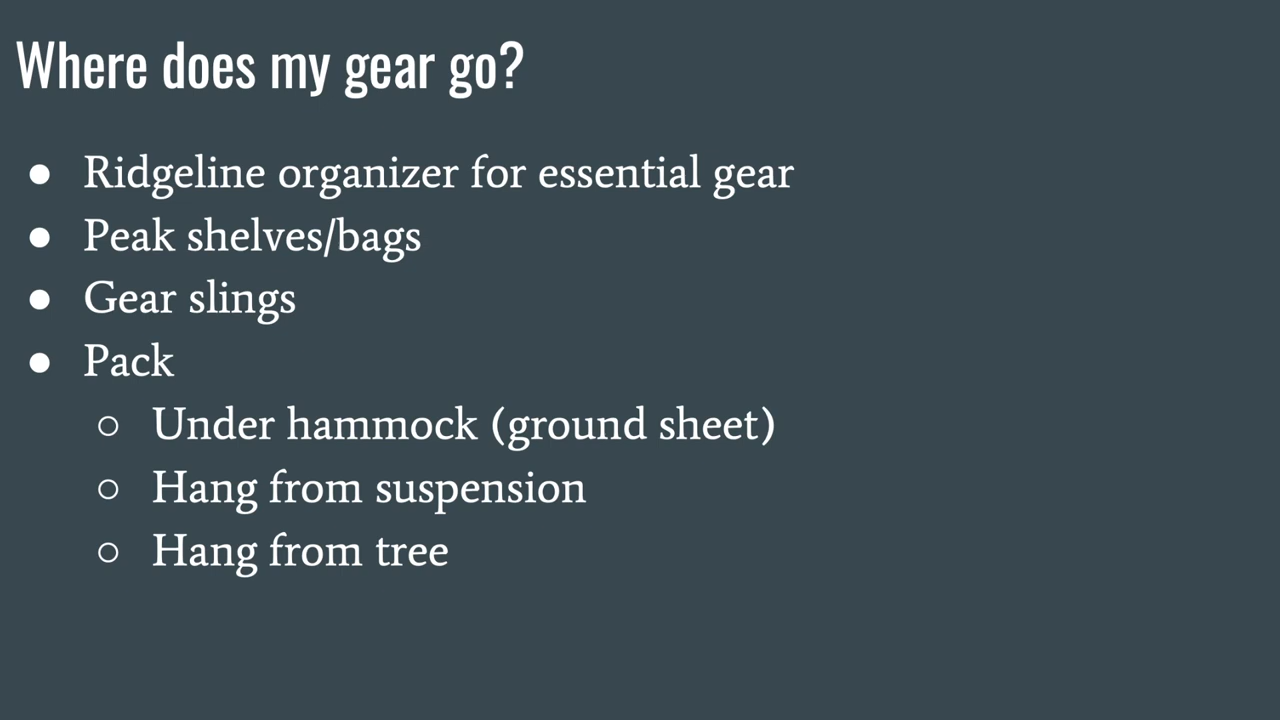 Where does my gear go?
● Ridgeline organizer for essential gear
● Peak shelves/bags
● Gear slings
● Pack
○ Under hammock (ground sheet)
○ Hang from suspension
○ Hang from tree